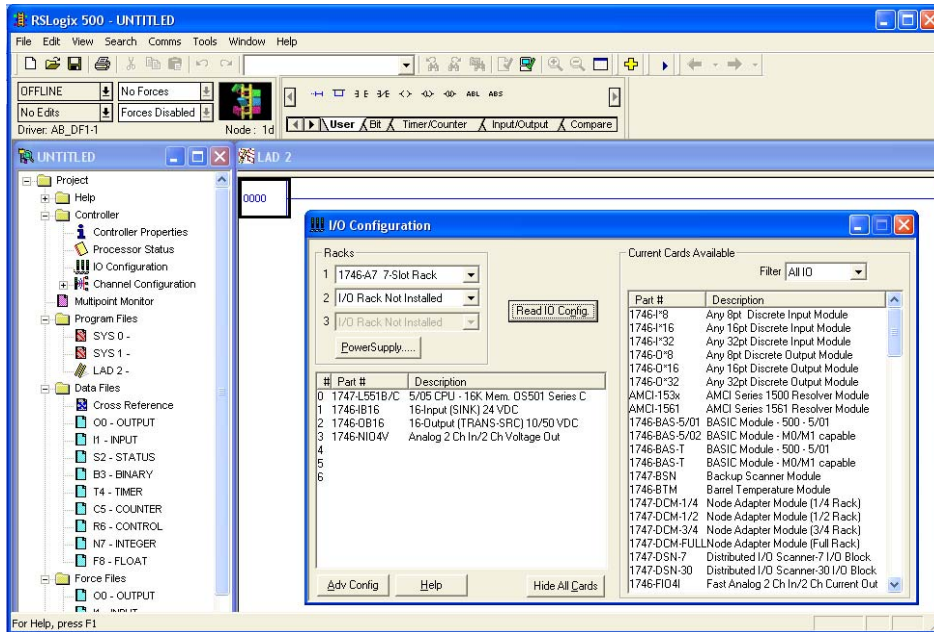 RSLogix 500 - UNTITLED
File Edit View Search Comms Tools Window Help
OFFLINE No Forces
No Edits Forces Disabled
Driver: AB_DF1-1 Node : 1d
ABL ABS
User Bit Timer/Counter Input/Output Compare
UNTITLED
Project
Help
Controller
Controller Properties
Processor Status
IO Configuration
Channel Configuration
Multipoint Monitor
Program Files
SYS 0 -
SYS 1 -
LAD 2 -
Data Files
Cross Reference
O0 - OUTPUT
I1 - INPUT
S2 - STATUS
B3 - BINARY
T4 - TIMER
C5 - COUNTER
R6 - CONTROL
N7 - INTEGER
F8 - FLOAT
Force Files
O0 - OUTPUT
LAD 2
0000
I/O Configuration
Racks
1 1746-A7 7-Slot Rack
2 I/O Rack Not Installed
3 I/O Rack Not Installed
PowerSupply.....
Read IO Config.
# Part # Description
0 1747-L551B/C 5/05 CPU - 16K Mem. OS501 Series C
1 1746-IB16 16-Input (SINK) 24 VDC
2 1746-OB16 16-Output (TRANS-SRC) 10/50 VDC
3 1746-NIO4V Analog 2 Ch In/2 Ch Voltage Out
4
5
6
Adv Config Help Hide All Cards
Current Cards Available
Filter All IO
Part # Description
1746-I*8 Any 8pt Discrete Input Module
1746-I*16 Any 16pt Discrete Input Module
1746-I*32 Any 32pt Discrete Input Module
1746-O*8 Any 8pt Discrete Output Module
1746-O*16 Any 16pt Discrete Output Module
1746-O*32 Any 32pt Discrete Output Module
AMCI-153x AMCI Series 1500 Resolver Module
AMCI-1561 AMCI Series 1561 Resolver Module
1746-BAS-5/01 BASIC Module - 500 - 5/01
1746-BAS-5/02 BASIC Module - M0/M1 capable
1746-BAS-T BASIC Module - 500 - 5/01
1746-BAS-T BASIC Module - M0/M1 capable
1747-BSN Backup Scanner Module
1746-BTM Barrel Temperature Module
1747-DCM-1/4 Node Adapter Module (1/4 Rack)
1747-DCM-1/2 Node Adapter Module (1/2 Rack)
1747-DCM-3/4 Node Adapter Module (3/4 Rack)
1747-DCM-FULL Node Adapter Module (Full Rack)
1747-DSN-7 Distributed I/O Scanner-7 I/O Block
1747-DSN-30 Distributed I/O Scanner-30 I/O Block
1746-FIO4I Fast Analog 2 Ch In/2 Ch Current Out
For Help, press F1